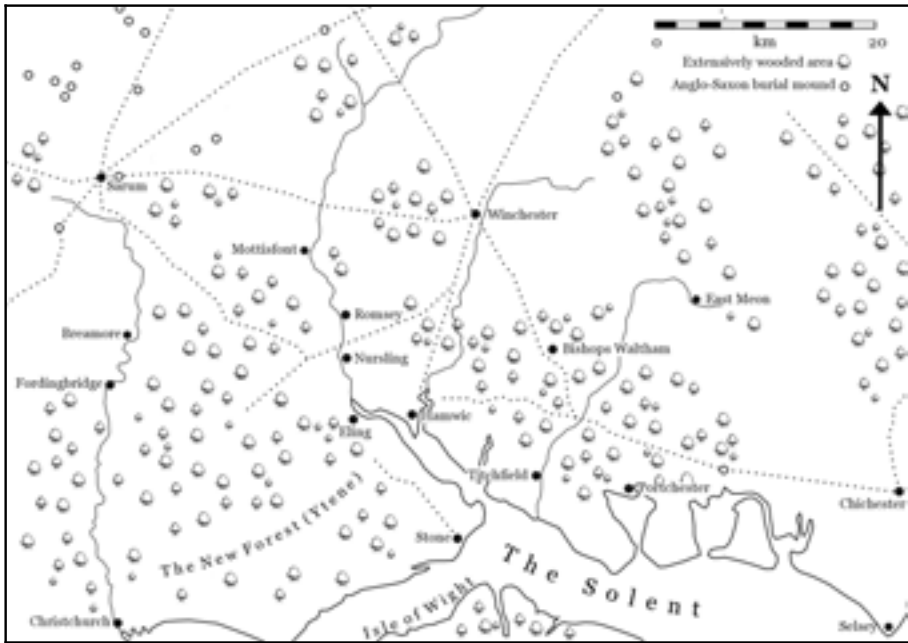 0 20
km
Extensively wooded area
Anglo-Saxon burial mound
N
Sarum
Winchester
Mottisfont
East Meon
Romsey
Breamore
Bishops Waltham
Nursling
Fordingbridge
Hamwic
Eling
Titchfield
Portchester
Chichester
Stone
The New Forest (Ytene)
The Solent
Isle of Wight
Christchurch
Selsey